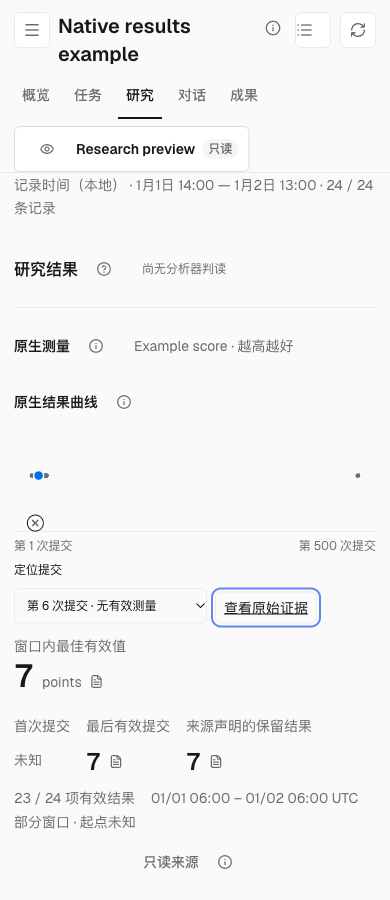 Native results
example
概览 任务 研究 对话 成果
Research preview 只读
记录时间（本地） · 1月1日 14:00 — 1月2日 13:00 · 24 / 24
条记录
研究结果 尚无分析器判读
原生测量 Example score · 越高越好
原生结果曲线
第 1 次提交 第 500 次提交
定位提交
第 6 次提交 · 无有效测量 查看原始证据
窗口内最佳有效值
7 points
首次提交 最后有效提交 来源声明的保留结果
未知 7 7
23 / 24 项有效结果 01/01 06:00 – 01/02 06:00 UTC
部分窗口 · 起点未知
只读来源